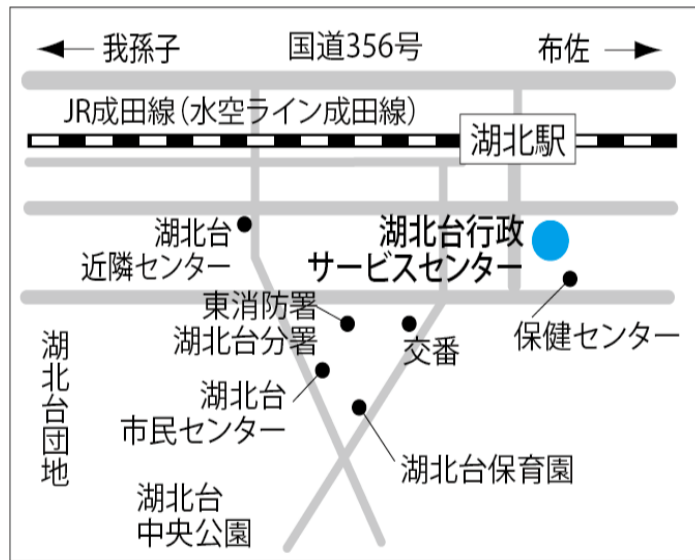 我孫子
国道356号
布佐
JR成田線（水空ライン成田線）
湖北駅
湖北台
近隣センター
湖北台行政
サービスセンター
東消防署
湖北台分署
交番
保健センター
湖北台団地
湖北台
市民センター
湖北台保育園
湖北台
中央公園